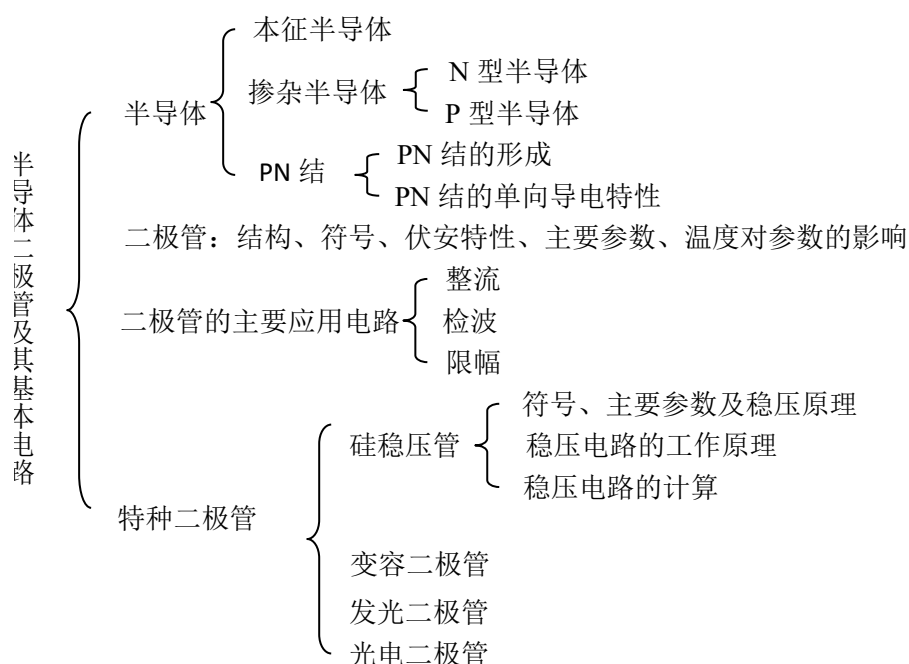 半导体二极管及其基本电路
半导体
本征半导体
掺杂半导体
N 型半导体
P 型半导体
PN 结
PN 结的形成
PN 结的单向导电特性
二极管：结构、符号、伏安特性、主要参数、温度对参数的影响
二极管的主要应用电路
整流
检波
限幅
特种二极管
硅稳压管
符号、主要参数及稳压原理
稳压电路的工作原理
稳压电路的计算
变容二极管
发光二极管
光电二极管